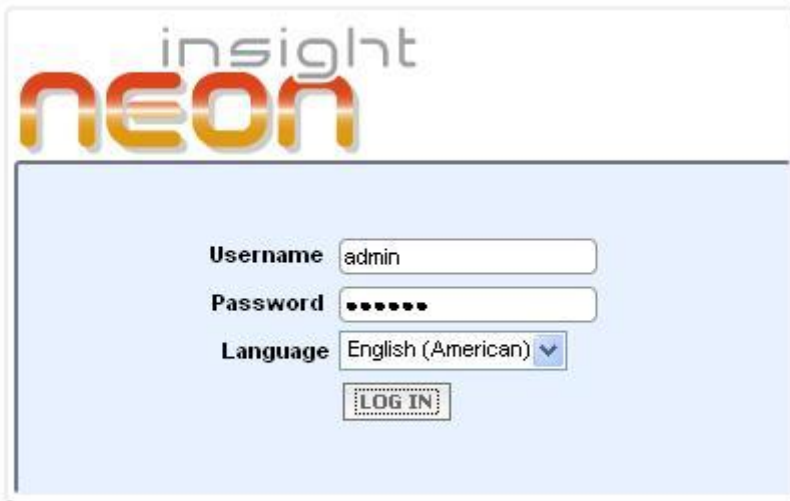 insight
neon
Username admin
Password ••••••
Language English (American)
LOG IN